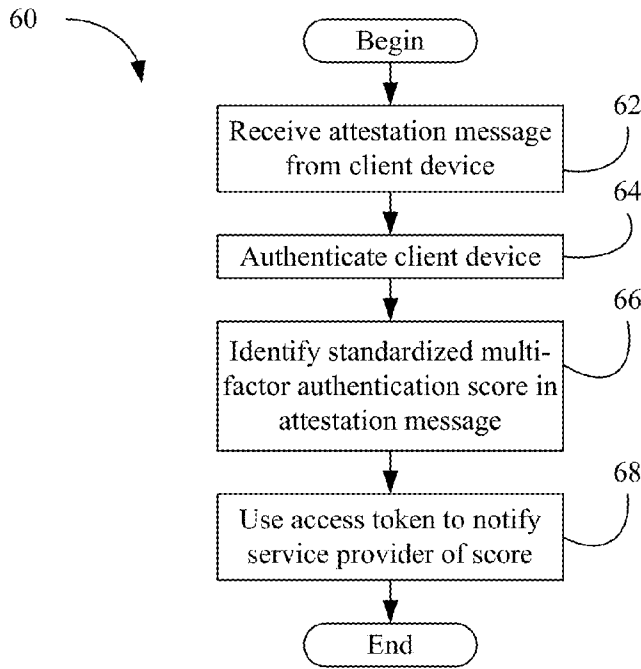 60
Begin
62
Receive attestation message
from client device
64
Authenticate client device
66
Identify standardized multi-
factor authentication score in
attestation message
68
Use access token to notify
service provider of score
End